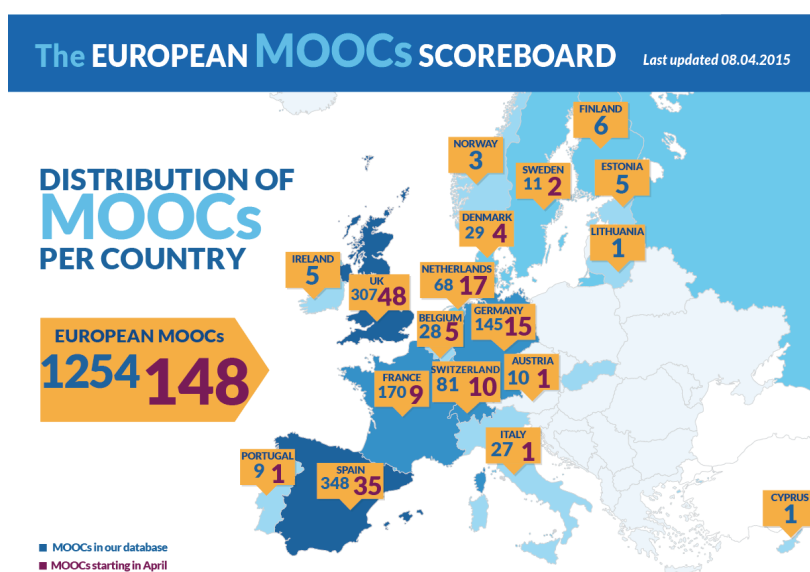 The EUROPEAN MOOCs SCOREBOARD
Last updated 08.04.2015
DISTRIBUTION OF
MOOCs
PER COUNTRY
EUROPEAN MOOCs
1254 148
FINLAND
6
NORWAY
3
SWEDEN
11 2
ESTONIA
5
DENMARK
29 4
LITHUANIA
1
IRELAND
5
UK
307 48
NETHERLANDS
68 17
BELGIUM
28 5
GERMANY
145 15
FRANCE
170 9
SWITZERLAND
81 10
AUSTRIA
10 1
ITALY
27 1
PORTUGAL
9 1
SPAIN
348 35
CYPRUS
1
MOOCs in our database
MOOCs starting in April